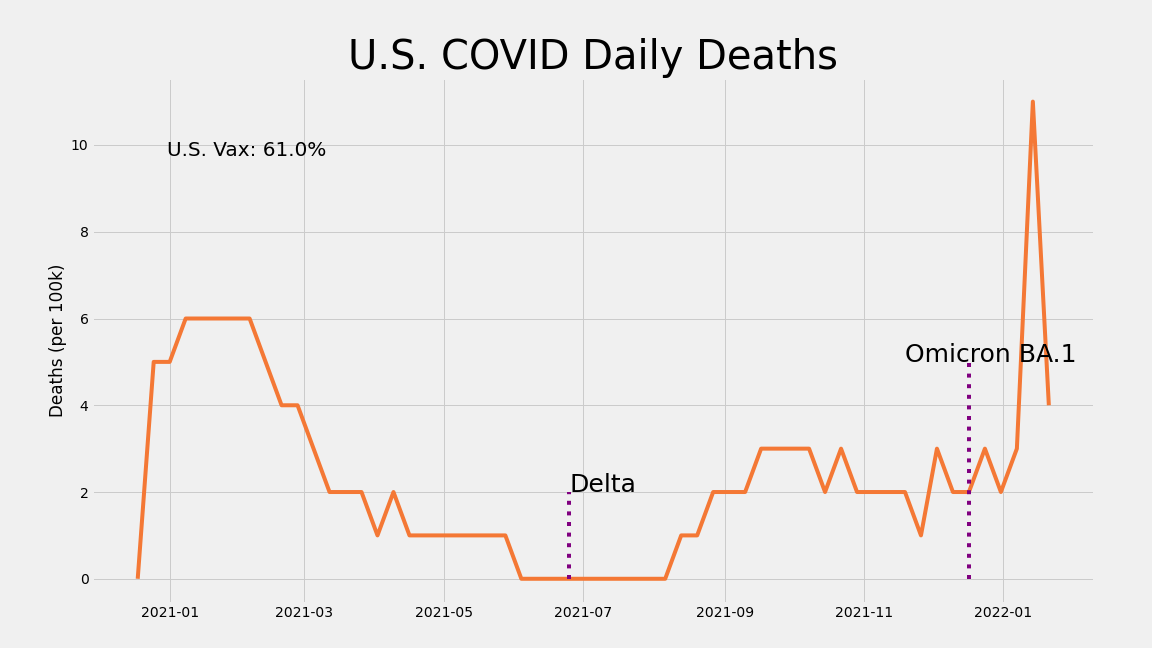 U.S. COVID Daily Deaths
U.S. Vax: 61.0%
Deaths (per 100k)
10
8
6
4
2
0
Omicron BA.1
Delta
2021-01
2021-03
2021-05
2021-07
2021-09
2021-11
2022-01